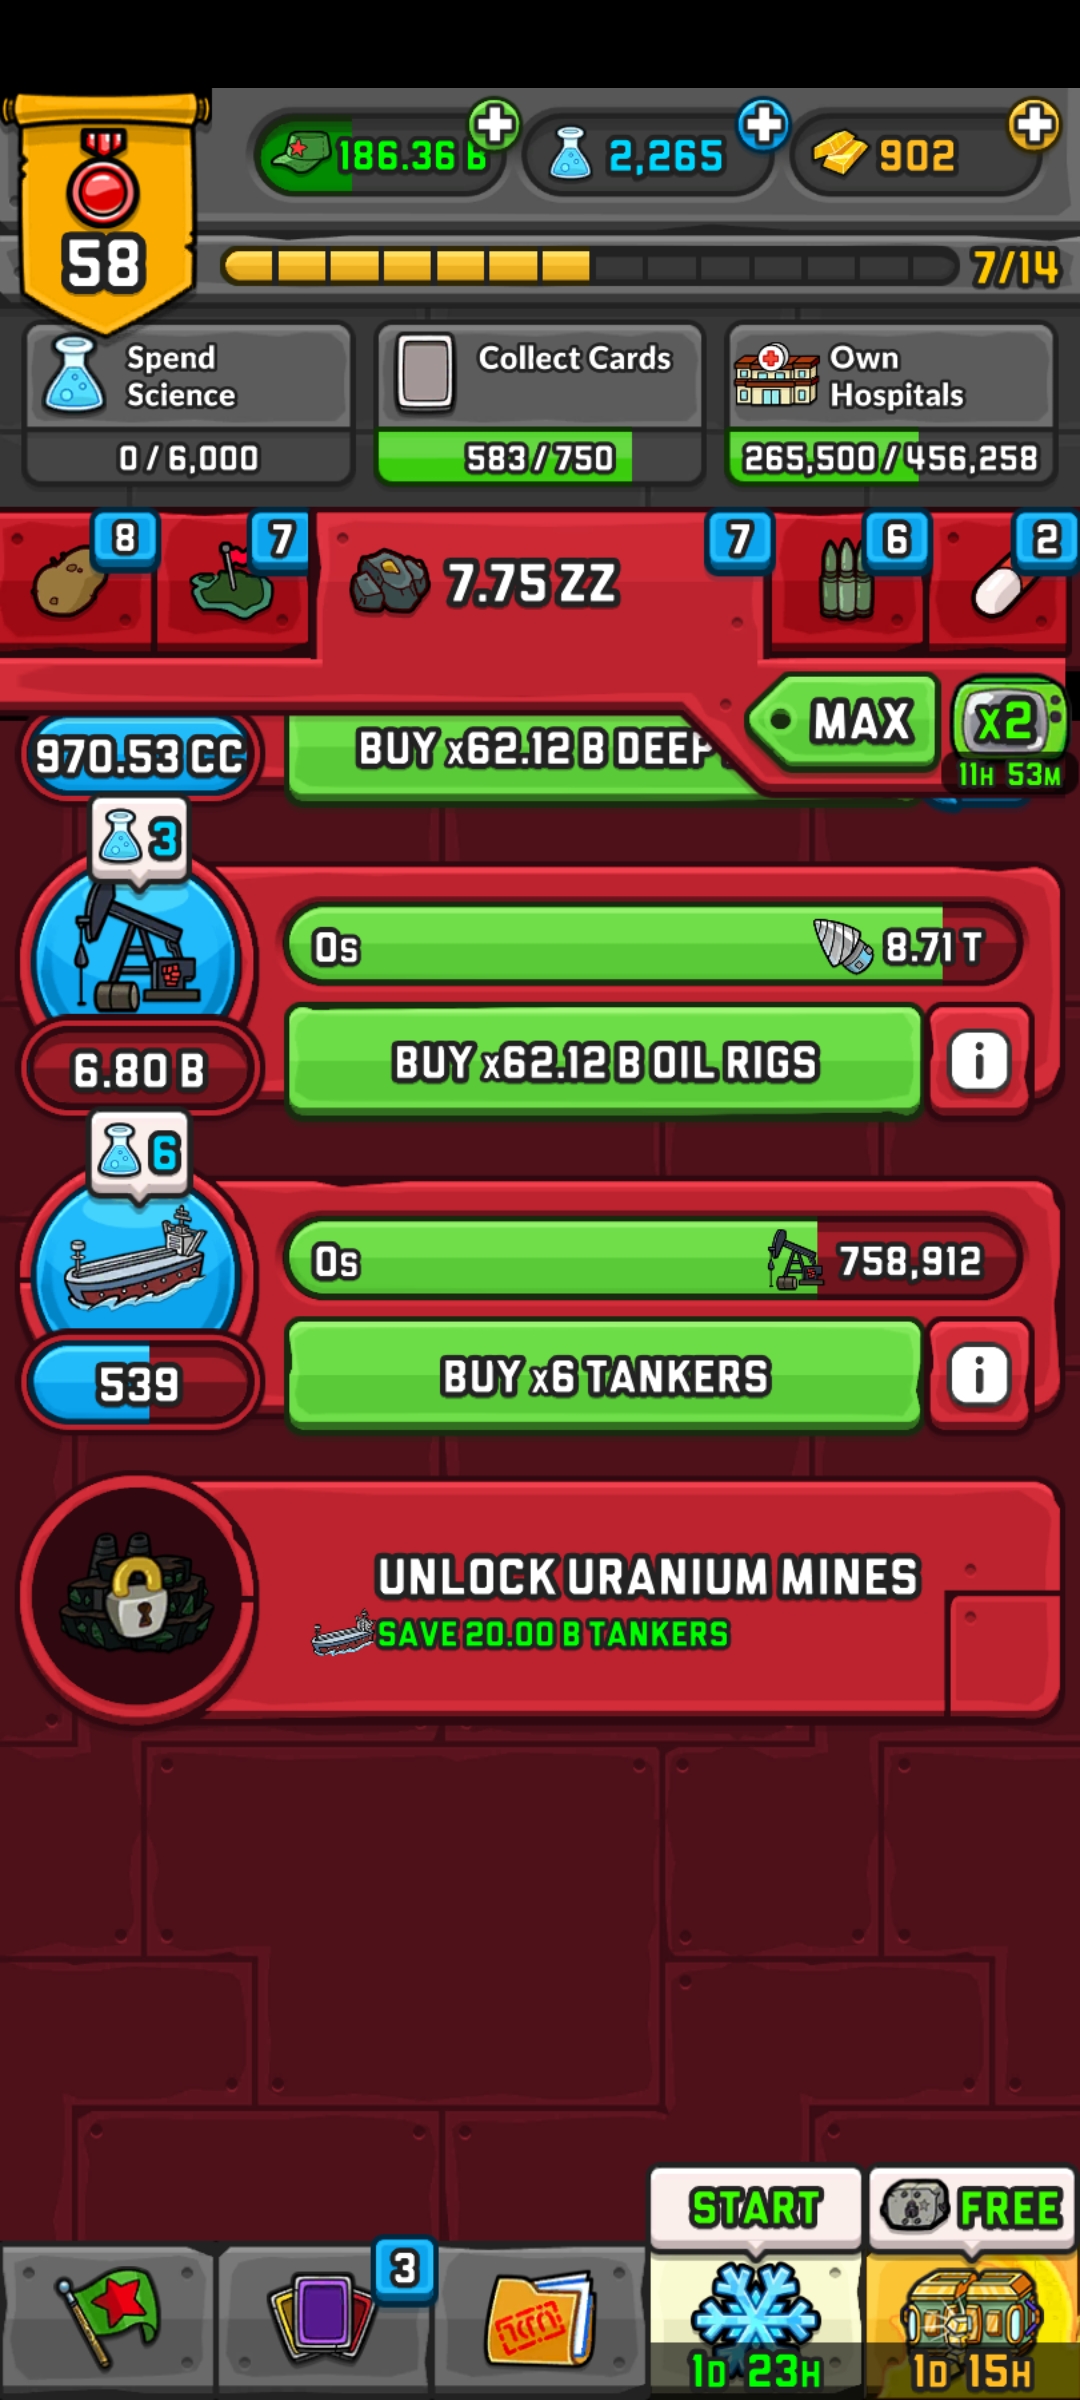 186.36 B
2,265
902
58
7/14
Spend
Science
0 / 6,000
Collect Cards
583 / 750
Own
Hospitals
265,500 / 456,258
8
7
7.75 ZZ
7
6
2
MAX
x2
11H 53M
970.53 CC
BUY x62.12 B DEEP
3
0s
8.71 T
6.80 B
BUY x62.12 B OIL RIGS
i
6
0s
758,912
539
BUY x6 TANKERS
i
UNLOCK URANIUM MINES
SAVE 20.00 B TANKERS
START
FREE
3
1D 23H
1D 15H